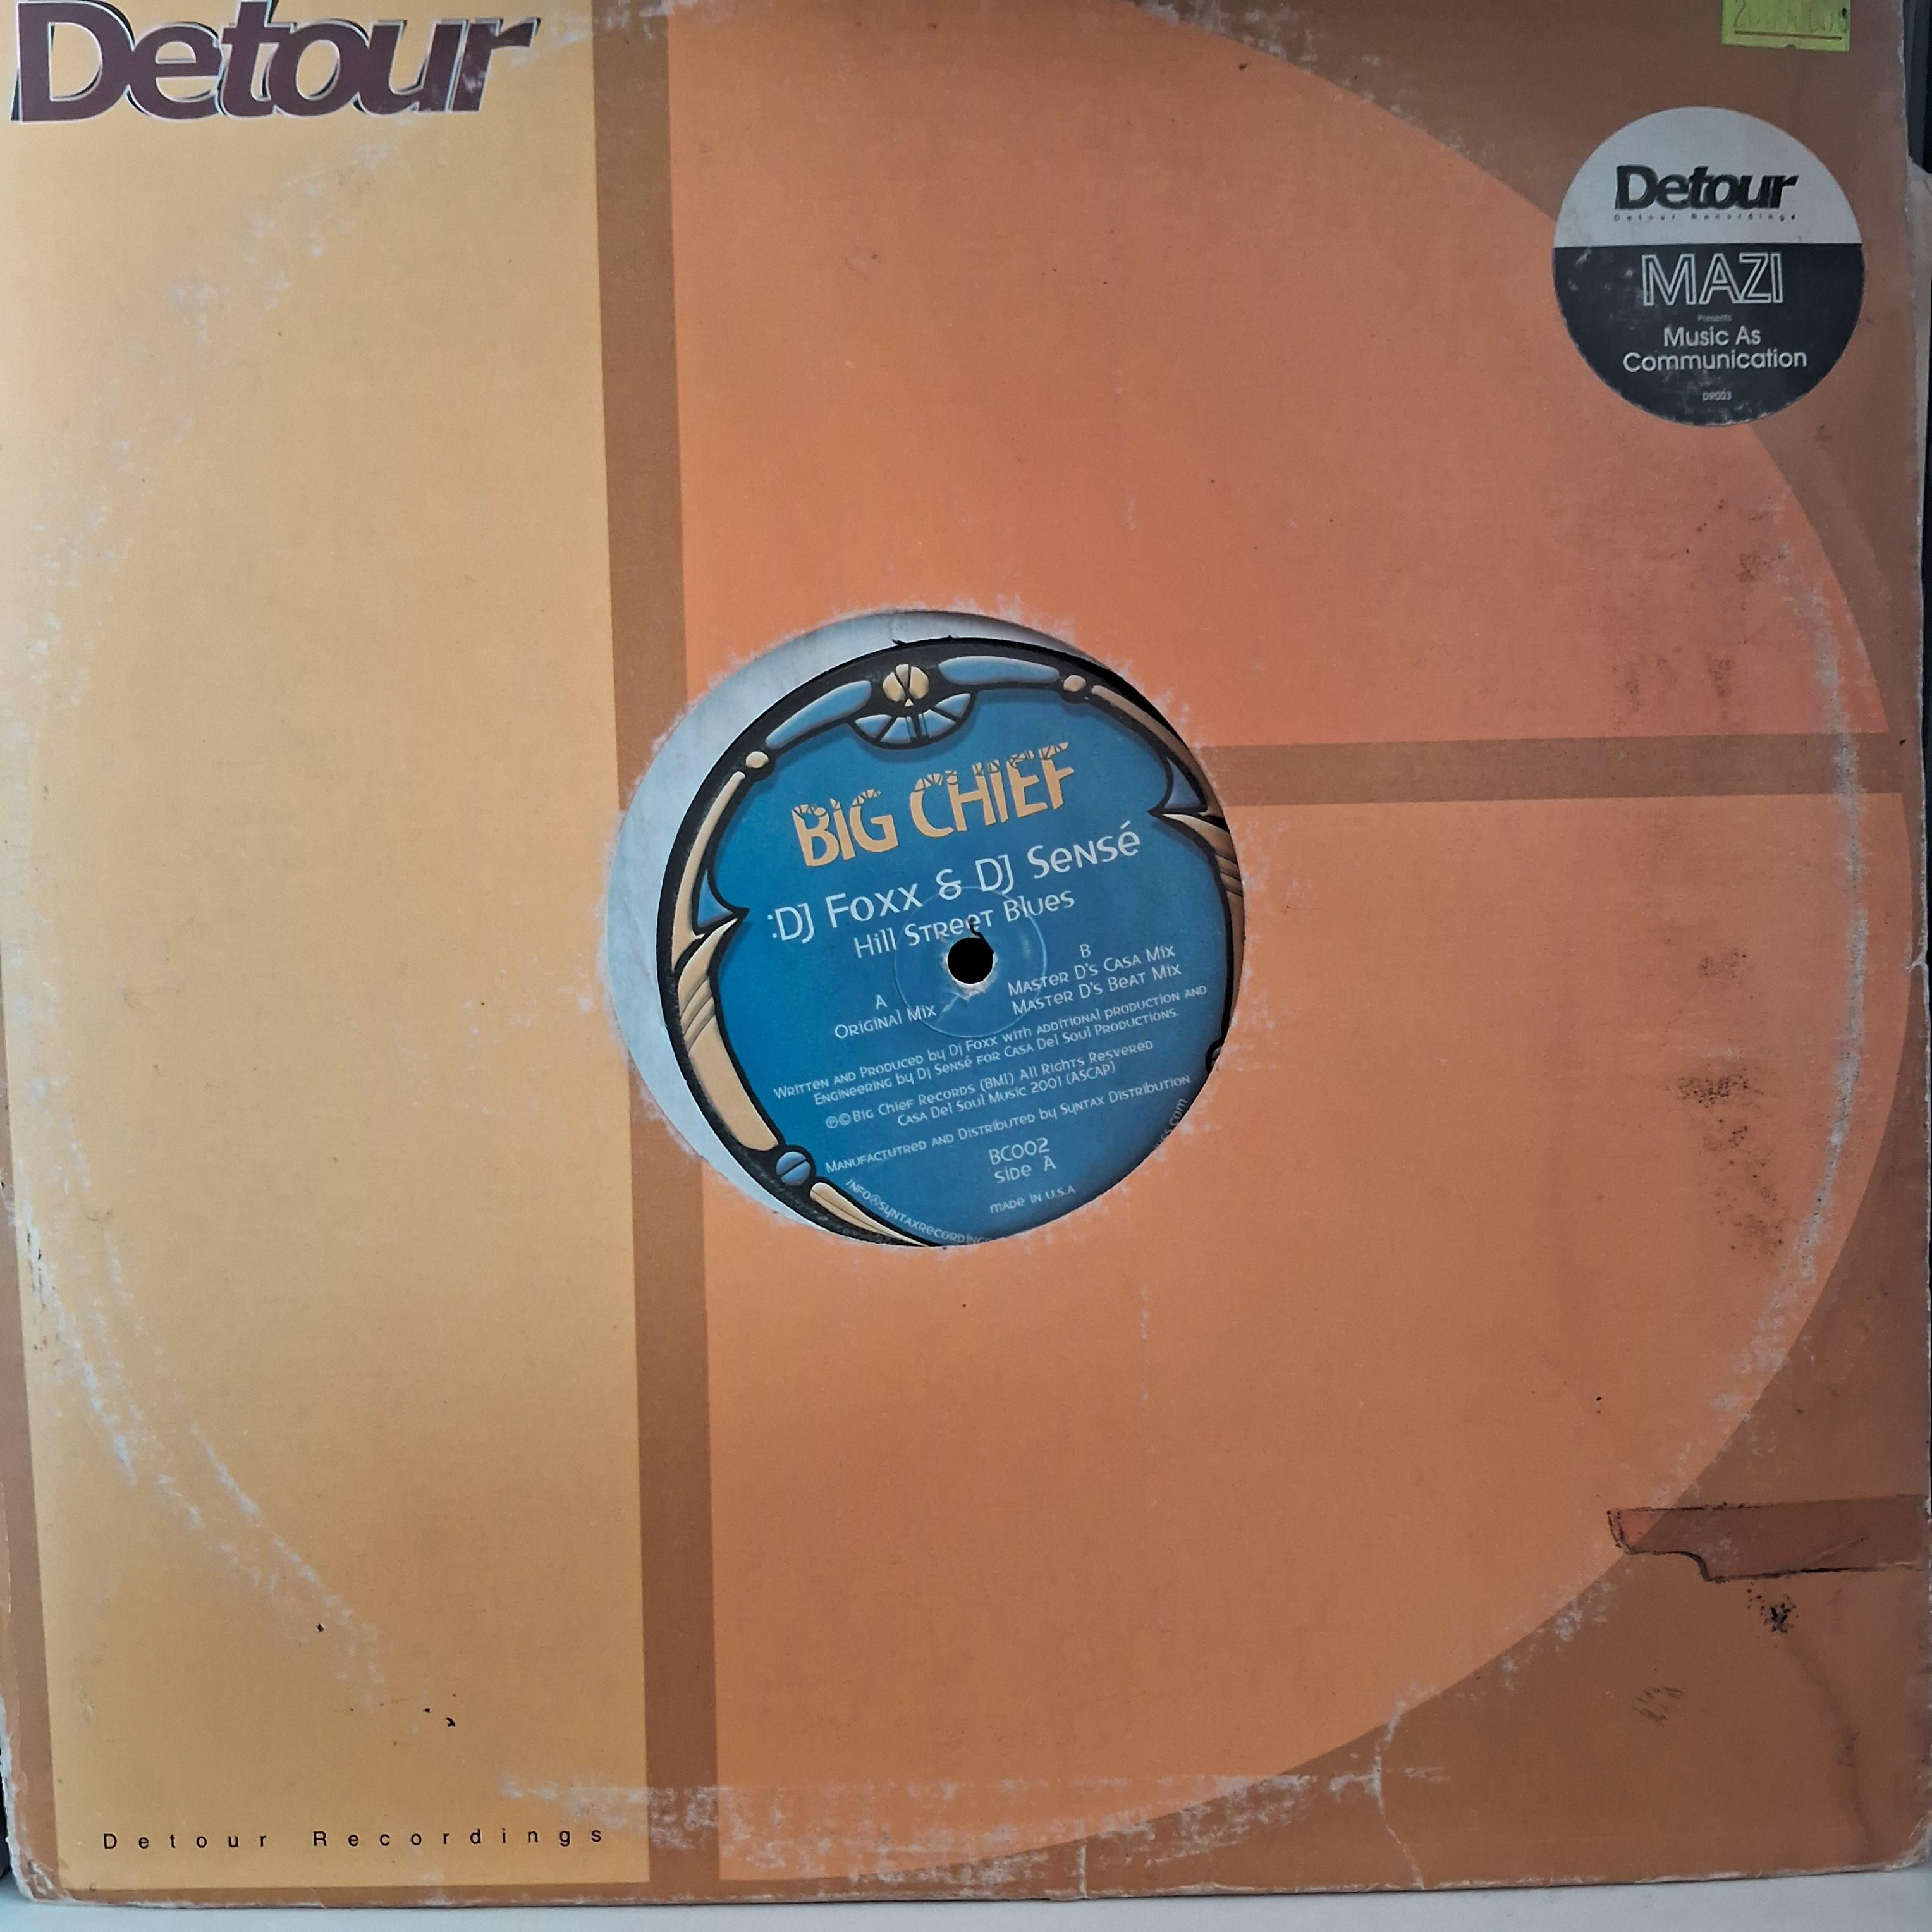 Detour
Detour
Detour Recordings
MAZI
Presents
Music As
Communication
DR003
BIG CHIEF
:DJ Foxx & DJ Sensé
Hill Street Blues
A
Original Mix
B
Master D's Casa Mix
Master D's Beat Mix
Written and Produced by Dj Foxx with additional production and
Engineering by Dj Sensé for Casa Del Soul Productions.
℗©Big Chief Records (BMI) All Rights Resvered
Casa Del Soul Music 2001 (ASCAP)
Manufactutred and Distributed by Syntax Distribution
BC002
Side A
made in U.S.A
Detour Recordings